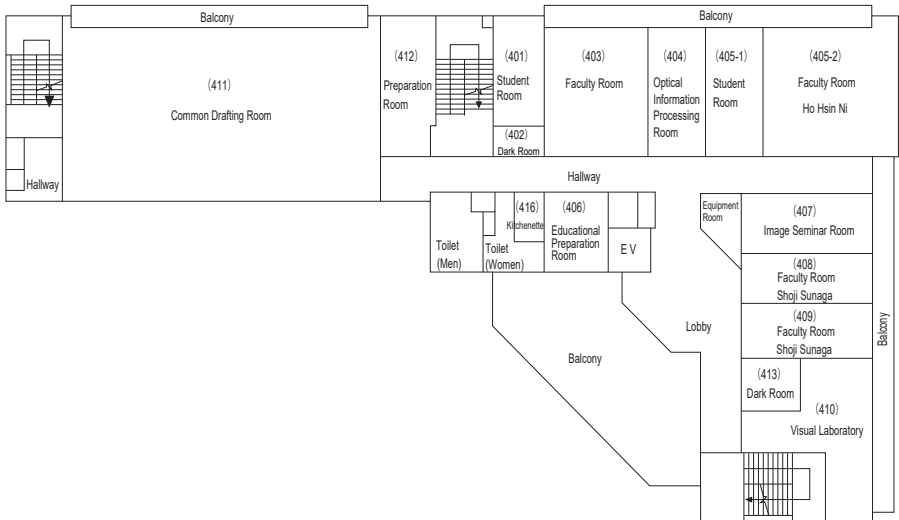 Balcony
Balcony
(411)
Common Drafting Room
(412)
Preparation
Room
(401)
Student
Room
(402)
Dark Room
(403)
Faculty Room
(404)
Optical
Information
Processing
Room
(405-1)
Student
Room
(405-2)
Faculty Room
Ho Hsin Ni
Hallway
Hallway
Toilet
(Men)
Toilet
(Women)
(416)
Kitchenette
(406)
Educational
Preparation
Room
E V
Equipment
Room
(407)
Image Seminar Room
(408)
Faculty Room
Shoji Sunaga
(409)
Faculty Room
Shoji Sunaga
Lobby
Balcony
Balcony
(413)
Dark Room
(410)
Visual Laboratory